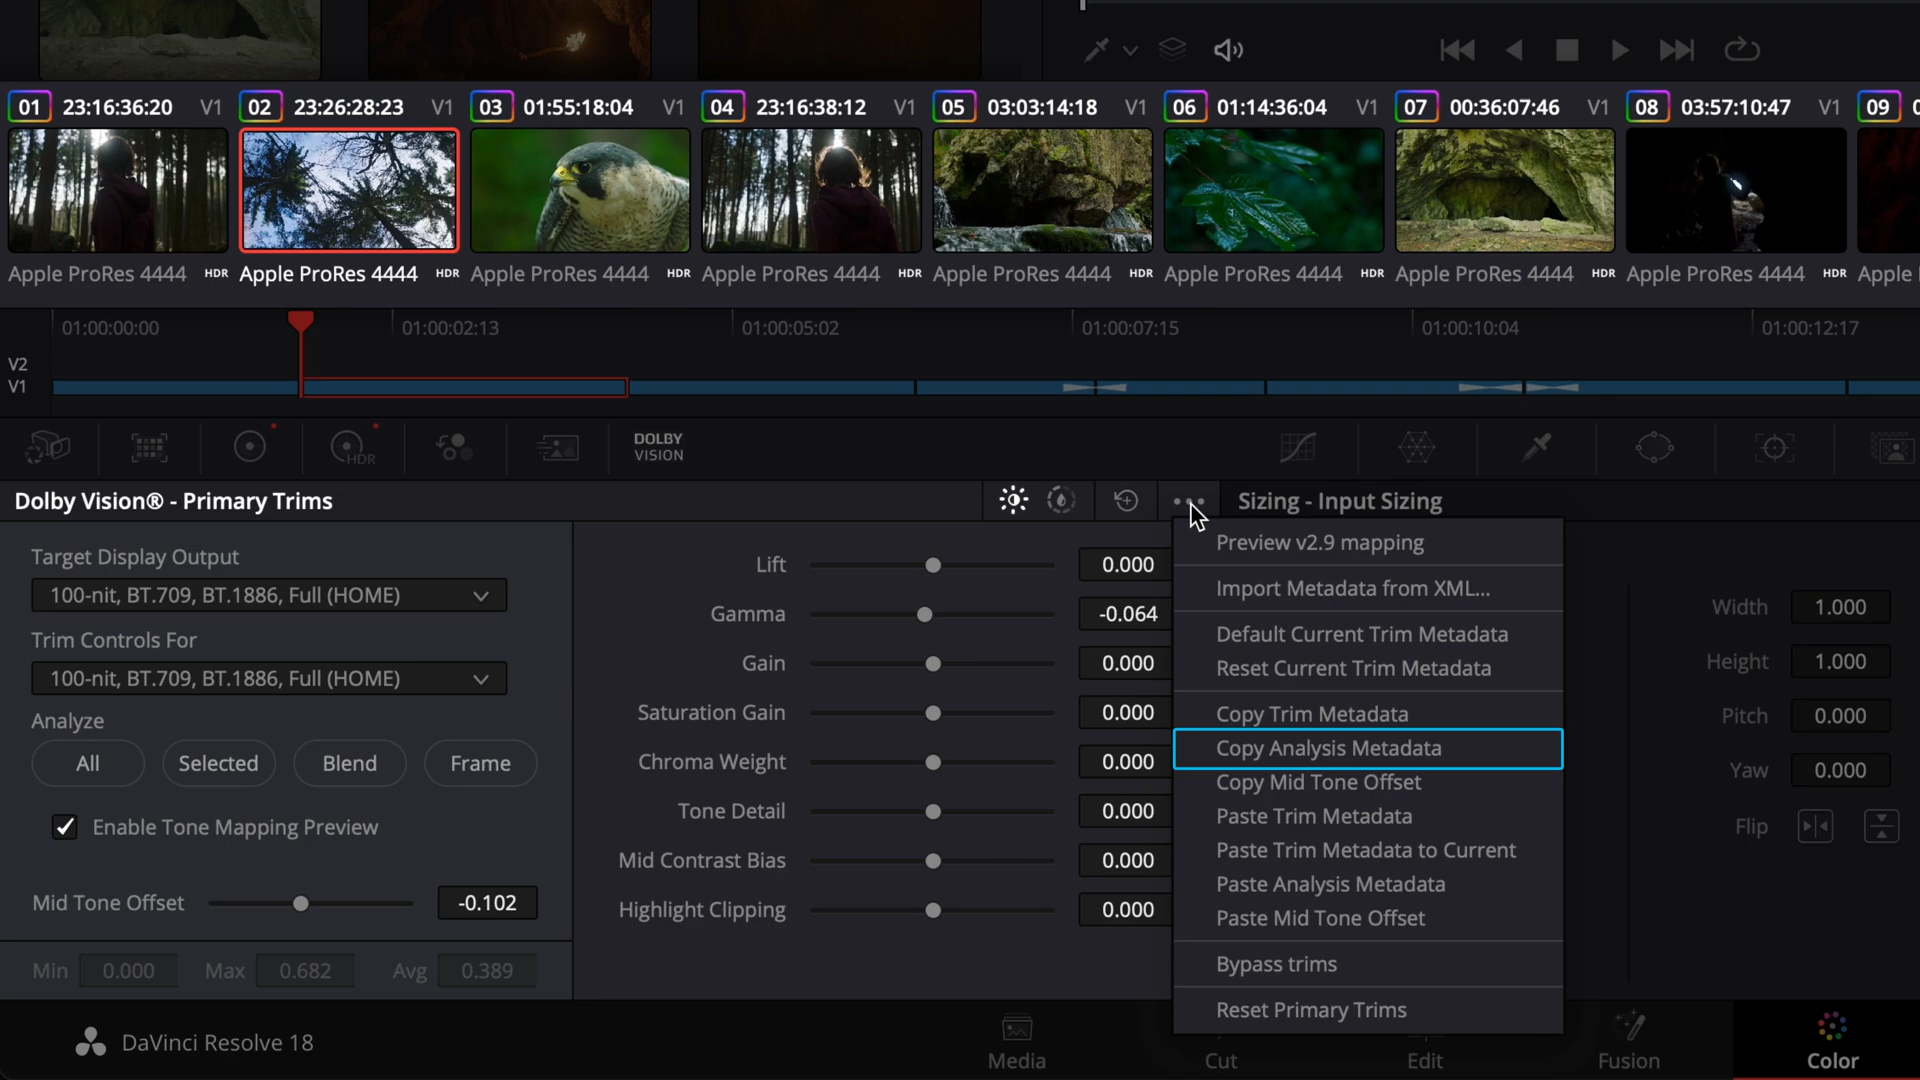 01 23:16:36:20 V1 02 23:26:28:23 V1 03 01:55:18:04 V1 04 23:16:38:12 V1 05 03:03:14:18 V1 06 01:14:36:04 V1 07 00:36:07:46 V1 08 03:57:10:47 V1 09
Apple ProRes 4444 HDR Apple ProRes 4444 HDR Apple ProRes 4444 HDR Apple ProRes 4444 HDR Apple ProRes 4444 HDR Apple ProRes 4444 HDR Apple ProRes 4444 HDR Apple ProRes 4444 HDR Apple
01:00:00:00 01:00:02:13 01:00:05:02 01:00:07:15 01:00:10:04 01:00:12:17
V2
V1
HDR
DOLBY
VISION
Dolby Vision® - Primary Trims
Sizing - Input Sizing
Target Display Output
100-nit, BT.709, BT.1886, Full (HOME)
Trim Controls For
100-nit, BT.709, BT.1886, Full (HOME)
Analyze
All Selected Blend Frame
Enable Tone Mapping Preview
Mid Tone Offset -0.102
Min 0.000 Max 0.682 Avg 0.389
Lift 0.000
Gamma -0.064
Gain 0.000
Saturation Gain 0.000
Chroma Weight 0.000
Tone Detail 0.000
Mid Contrast Bias 0.000
Highlight Clipping 0.000
Preview v2.9 mapping
Import Metadata from XML...
Default Current Trim Metadata
Reset Current Trim Metadata
Copy Trim Metadata
Copy Analysis Metadata
Copy Mid Tone Offset
Paste Trim Metadata
Paste Trim Metadata to Current
Paste Analysis Metadata
Paste Mid Tone Offset
Bypass trims
Reset Primary Trims
Width 1.000
Height 1.000
Pitch 0.000
Yaw 0.000
Flip
DaVinci Resolve 18
Media Cut Edit Fusion Color